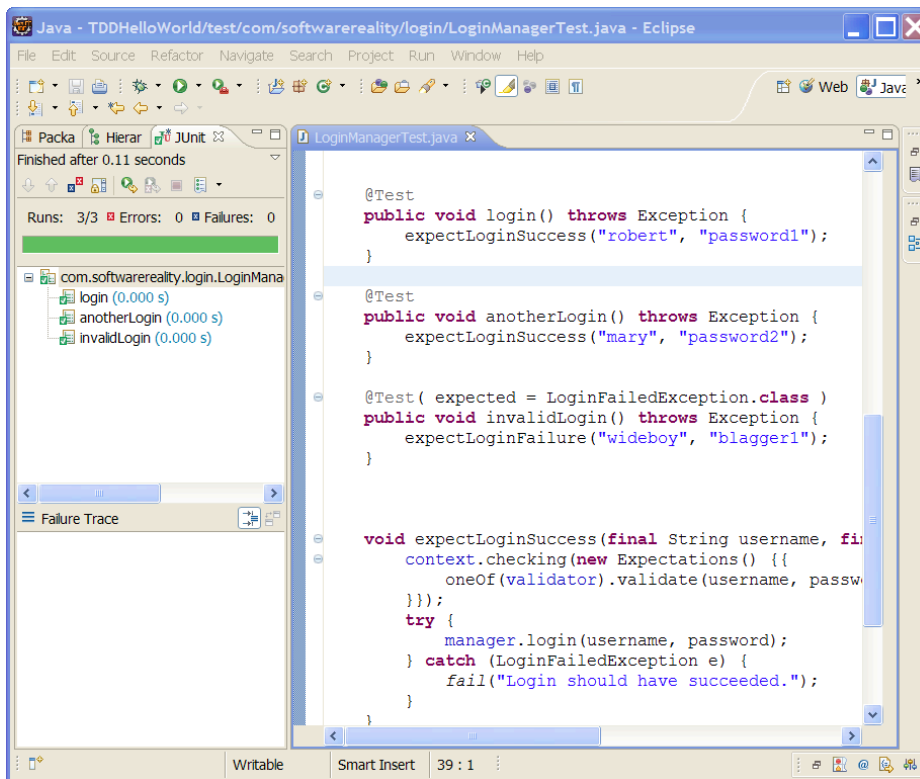 Java - TDDHelloWorld/test/com/softwarereality/login/LoginManagerTest.java - Eclipse
File Edit Source Refactor Navigate Search Project Run Window Help
Web Java
Packa Hierar JUnit
LoginManagerTest.java
Finished after 0.11 seconds
Runs: 3/3 Errors: 0 Failures: 0
com.softwarereality.login.LoginMana
login (0.000 s)
anotherLogin (0.000 s)
invalidLogin (0.000 s)
Failure Trace
@Test
public void login() throws Exception {
expectLoginSuccess("robert", "password1");
}
@Test
public void anotherLogin() throws Exception {
expectLoginSuccess("mary", "password2");
}
@Test( expected = LoginFailedException.class )
public void invalidLogin() throws Exception {
expectLoginFailure("wideboy", "blagger1");
}
void expectLoginSuccess(final String username, fi
context.checking(new Expectations() {{
oneOf(validator).validate(username, passw
}});
try {
manager.login(username, password);
} catch (LoginFailedException e) {
fail("Login should have succeeded.");
}
}
Writable Smart Insert 39 : 1